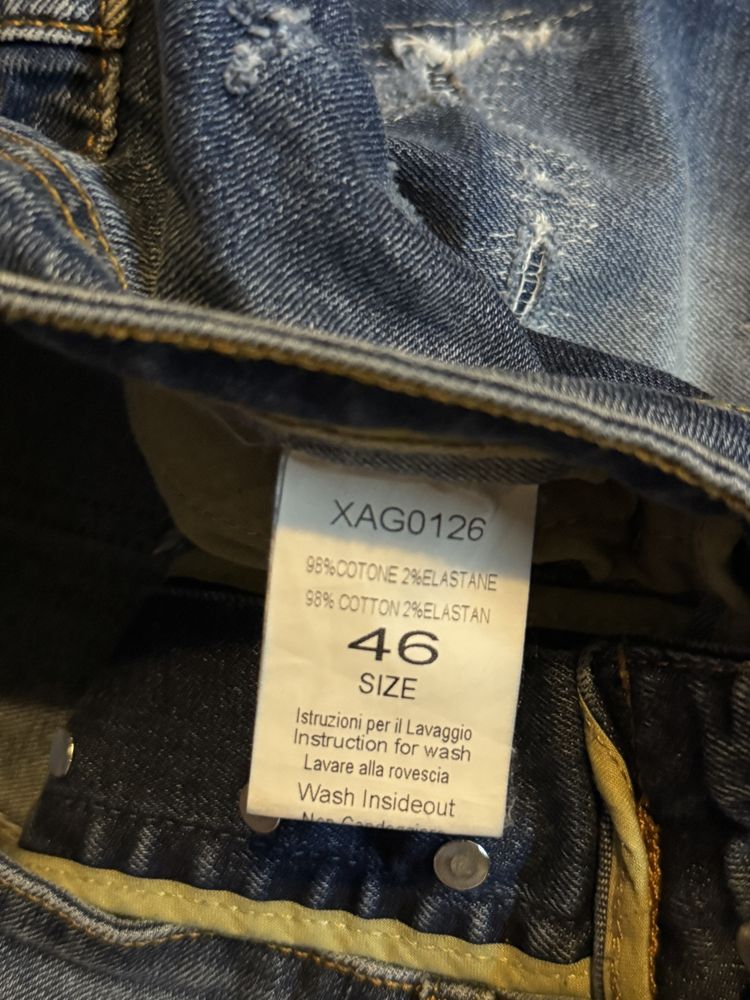 XAG0126
98%COTONE 2%ELASTANE
98% COTTON 2%ELASTAN
46
SIZE
Istruzioni per il Lavaggio
Instruction for wash
Lavare alla rovescia
Wash Insideout
Non